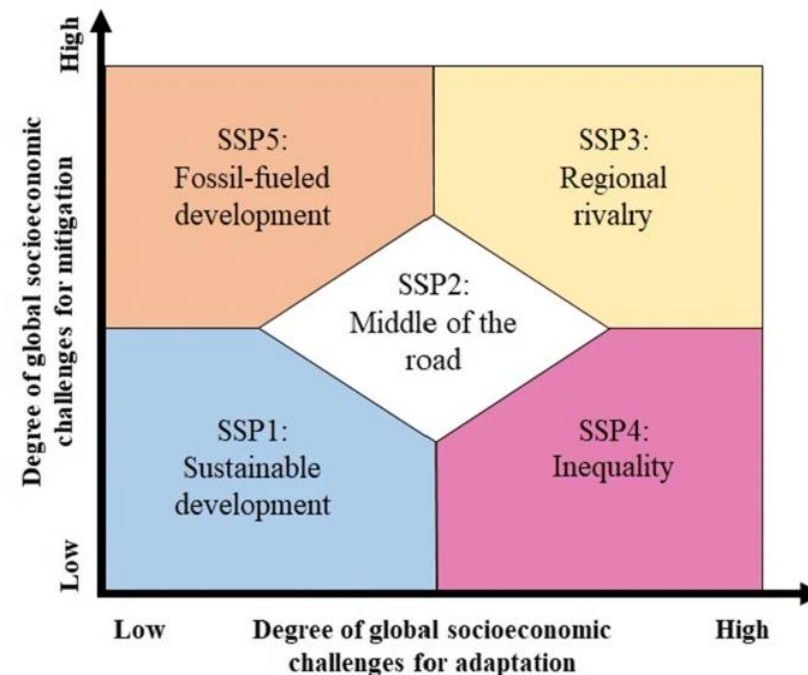 High
Degree of global socioeconomic
challenges for mitigation
Low
SSP5:
Fossil-fueled
development
SSP3:
Regional
rivalry
SSP2:
Middle of the
road
SSP1:
Sustainable
development
SSP4:
Inequality
Low
Degree of global socioeconomic
challenges for adaptation
High